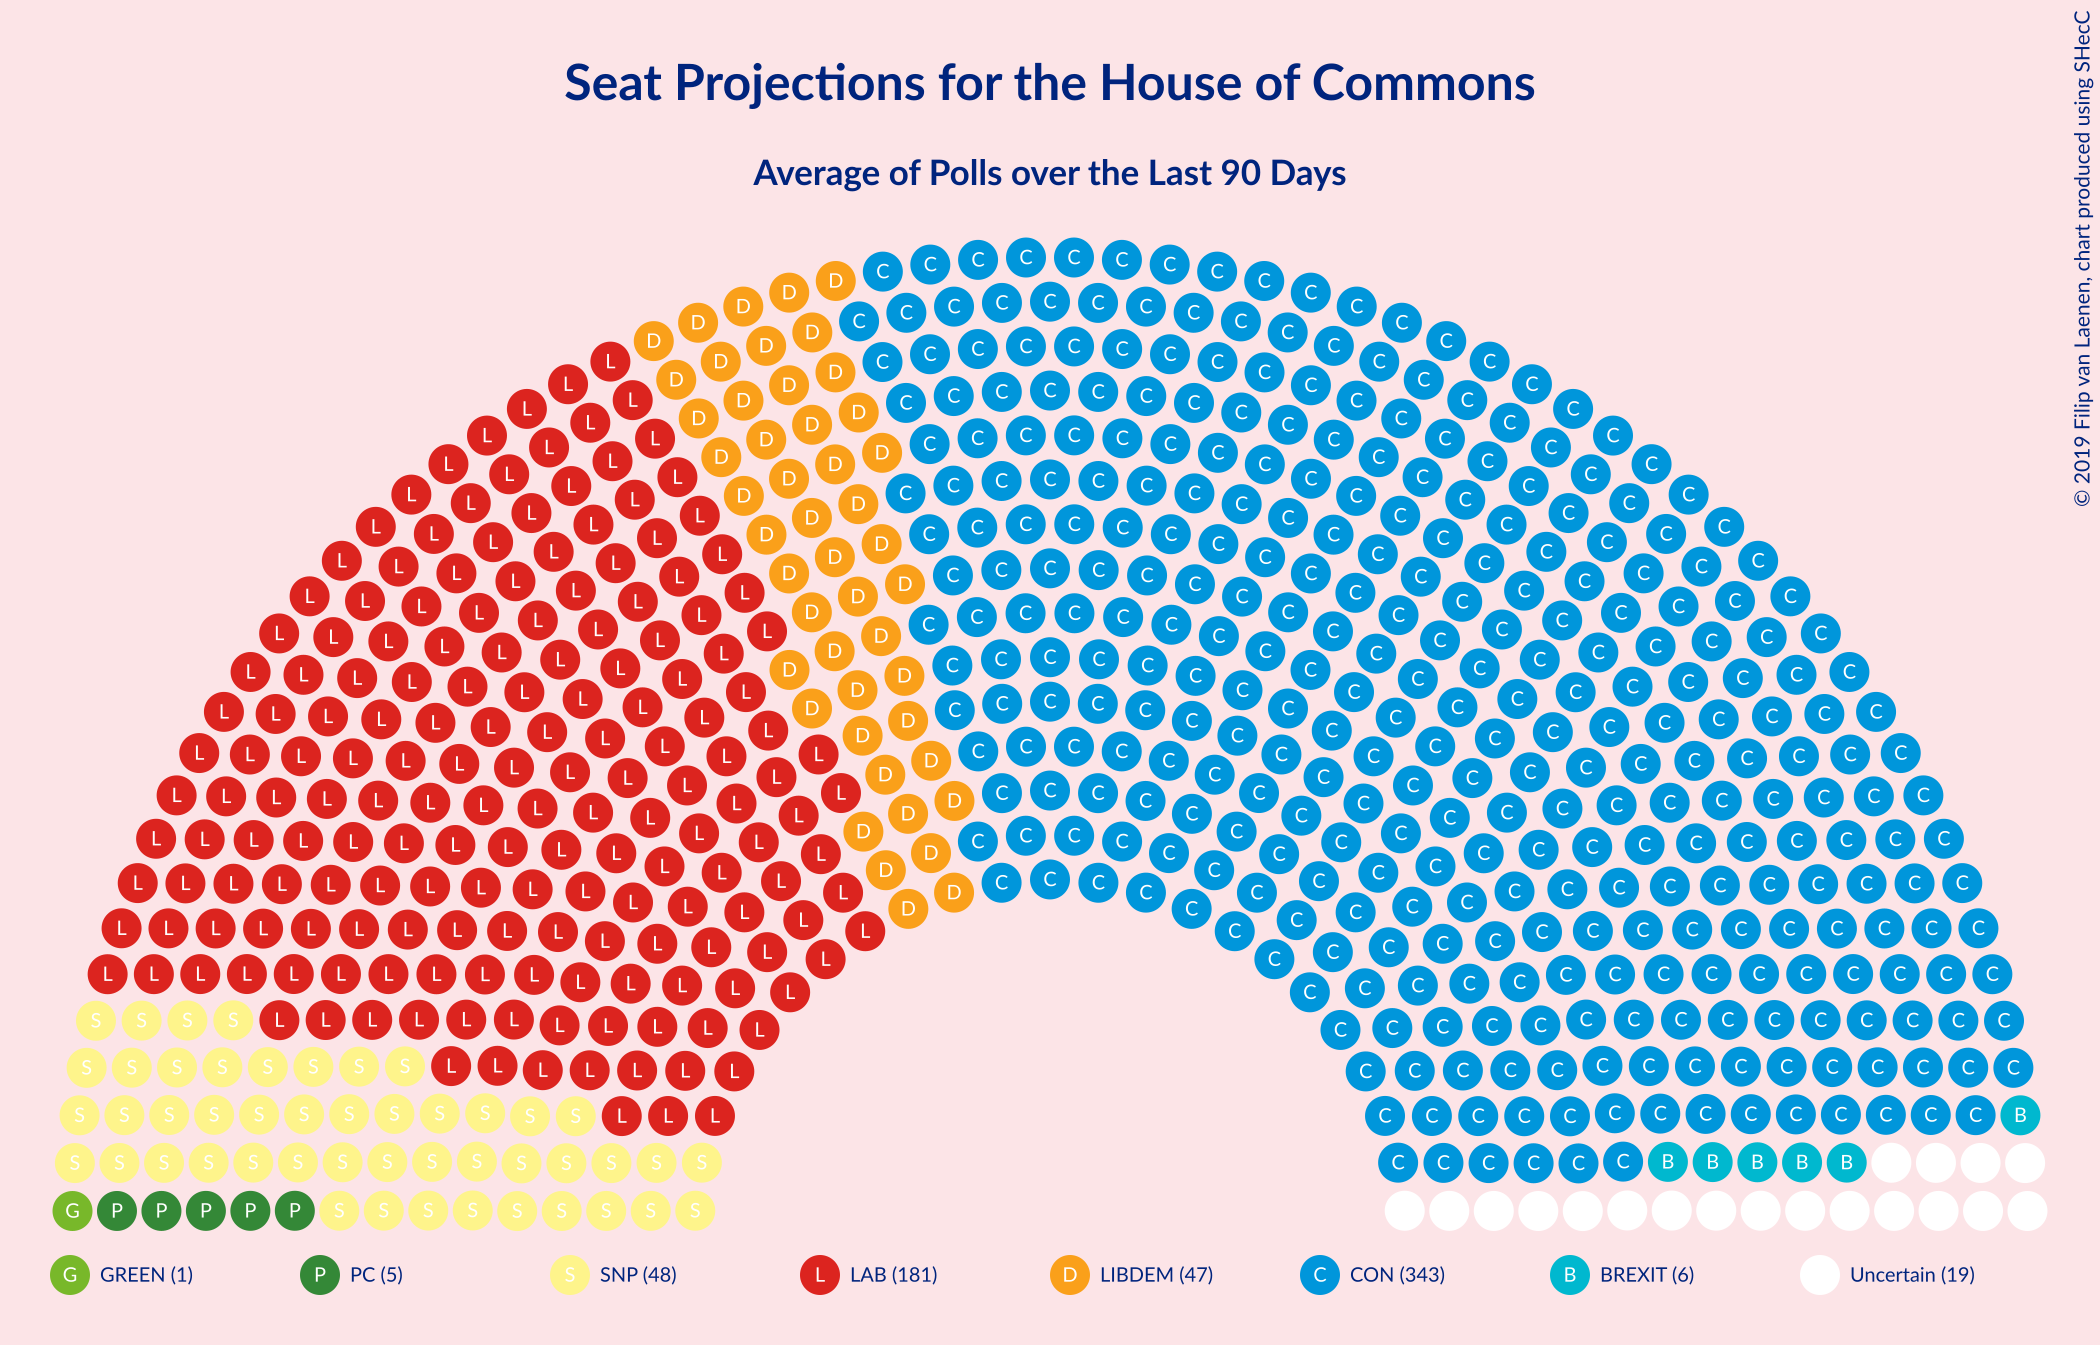 Seat Projections for the House of Commons
Average of Polls over the Last 90 Days
© 2019 Filip van Laenen, chart produced using SHecC
G GREEN (1)
P PC (5)
S SNP (48)
L LAB (181)
D LIBDEM (47)
C CON (343)
B BREXIT (6)
Uncertain (19)